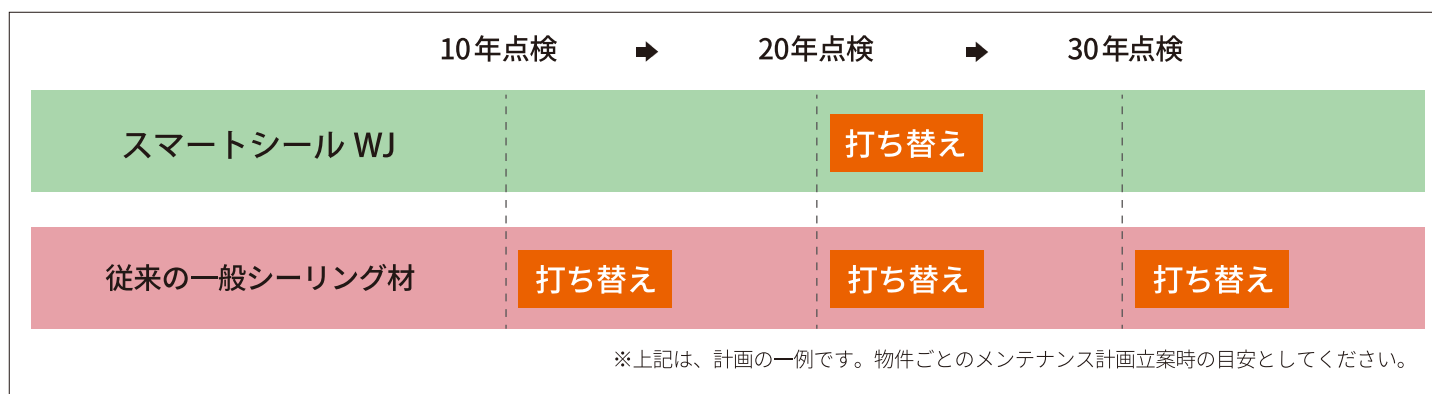 10年点検 → 20年点検 → 30年点検
スマートシール WJ 打ち替え
従来の一般シーリング材 打ち替え 打ち替え 打ち替え
※上記は、計画の一例です。物件ごとのメンテナンス計画立案時の目安としてください。